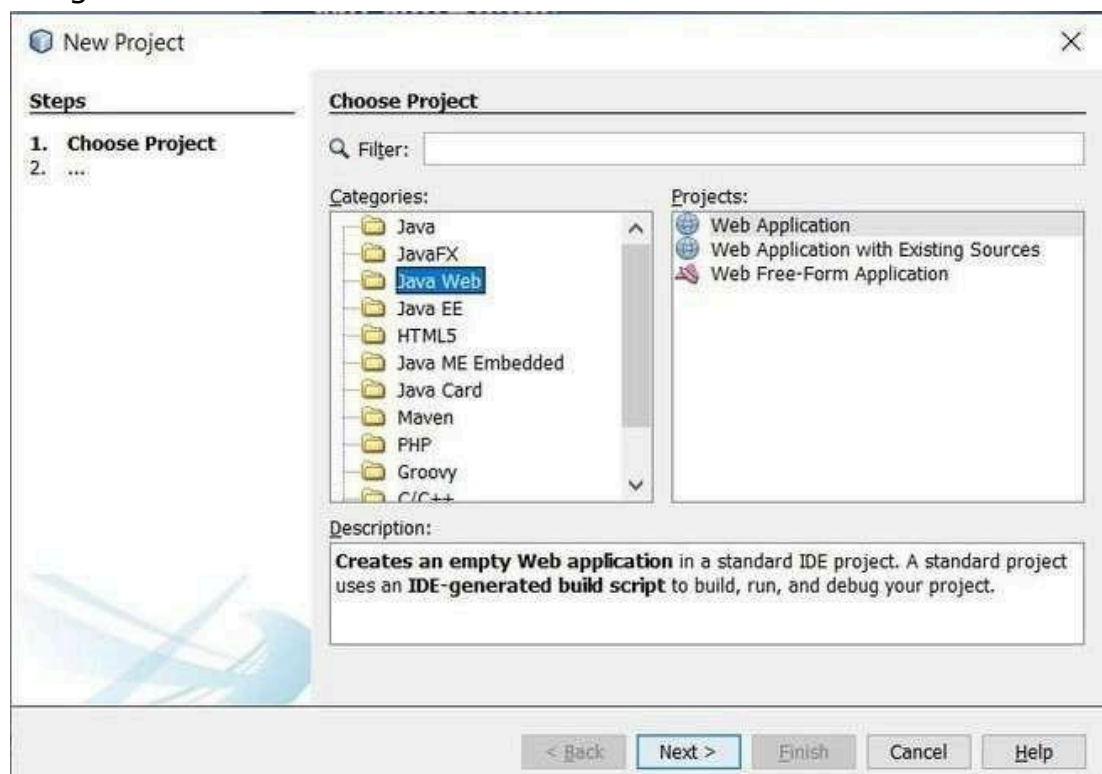 New Project
Steps
1. Choose Project
2. ...
Choose Project
Filter:
Categories:
Java
JavaFX
Java Web
Java EE
HTML5
Java ME Embedded
Java Card
Maven
PHP
Groovy
C/C++
Projects:
Web Application
Web Application with Existing Sources
Web Free-Form Application
Description:
Creates an empty Web application in a standard IDE project. A standard project
uses an IDE-generated build script to build, run, and debug your project.
< Back Next > Finish Cancel Help